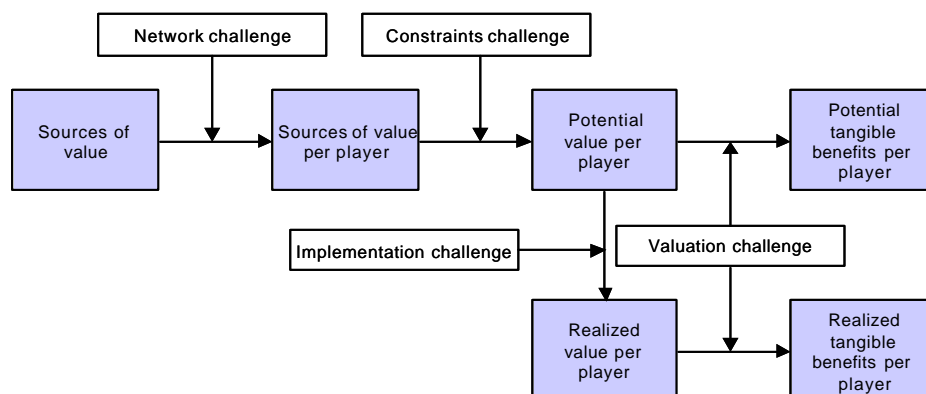 Network challenge
Constraints challenge
Sources of
value
Sources of value
per player
Potential
value per
player
Potential
tangible
benefits per
player
Implementation challenge
Valuation challenge
Realized
value per
player
Realized
tangible
benefits per
player